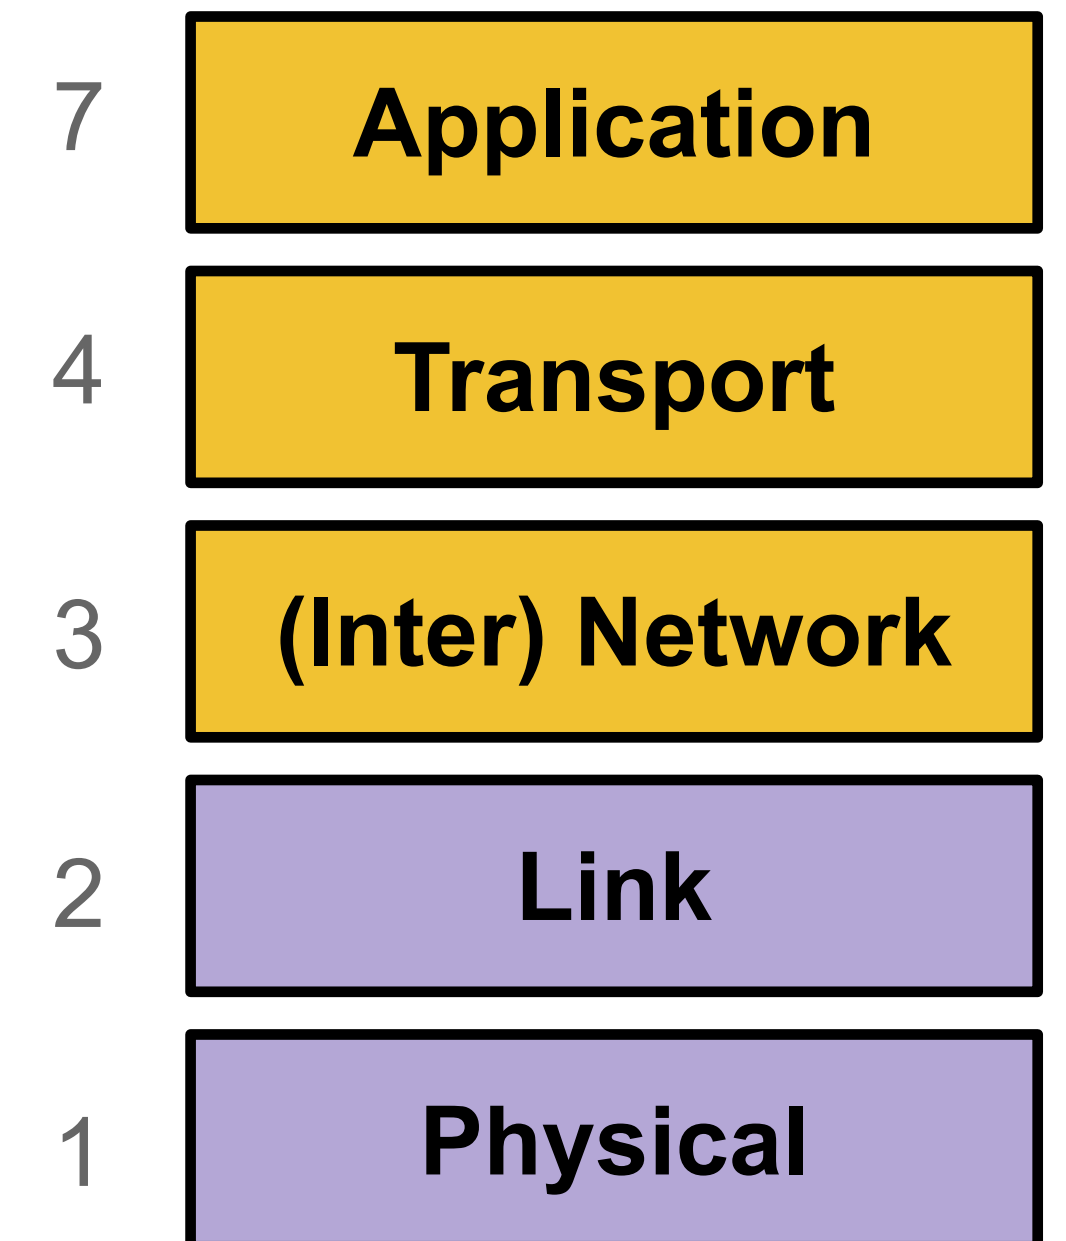 7 Application
4 Transport
3 (Inter) Network
2 Link
1 Physical